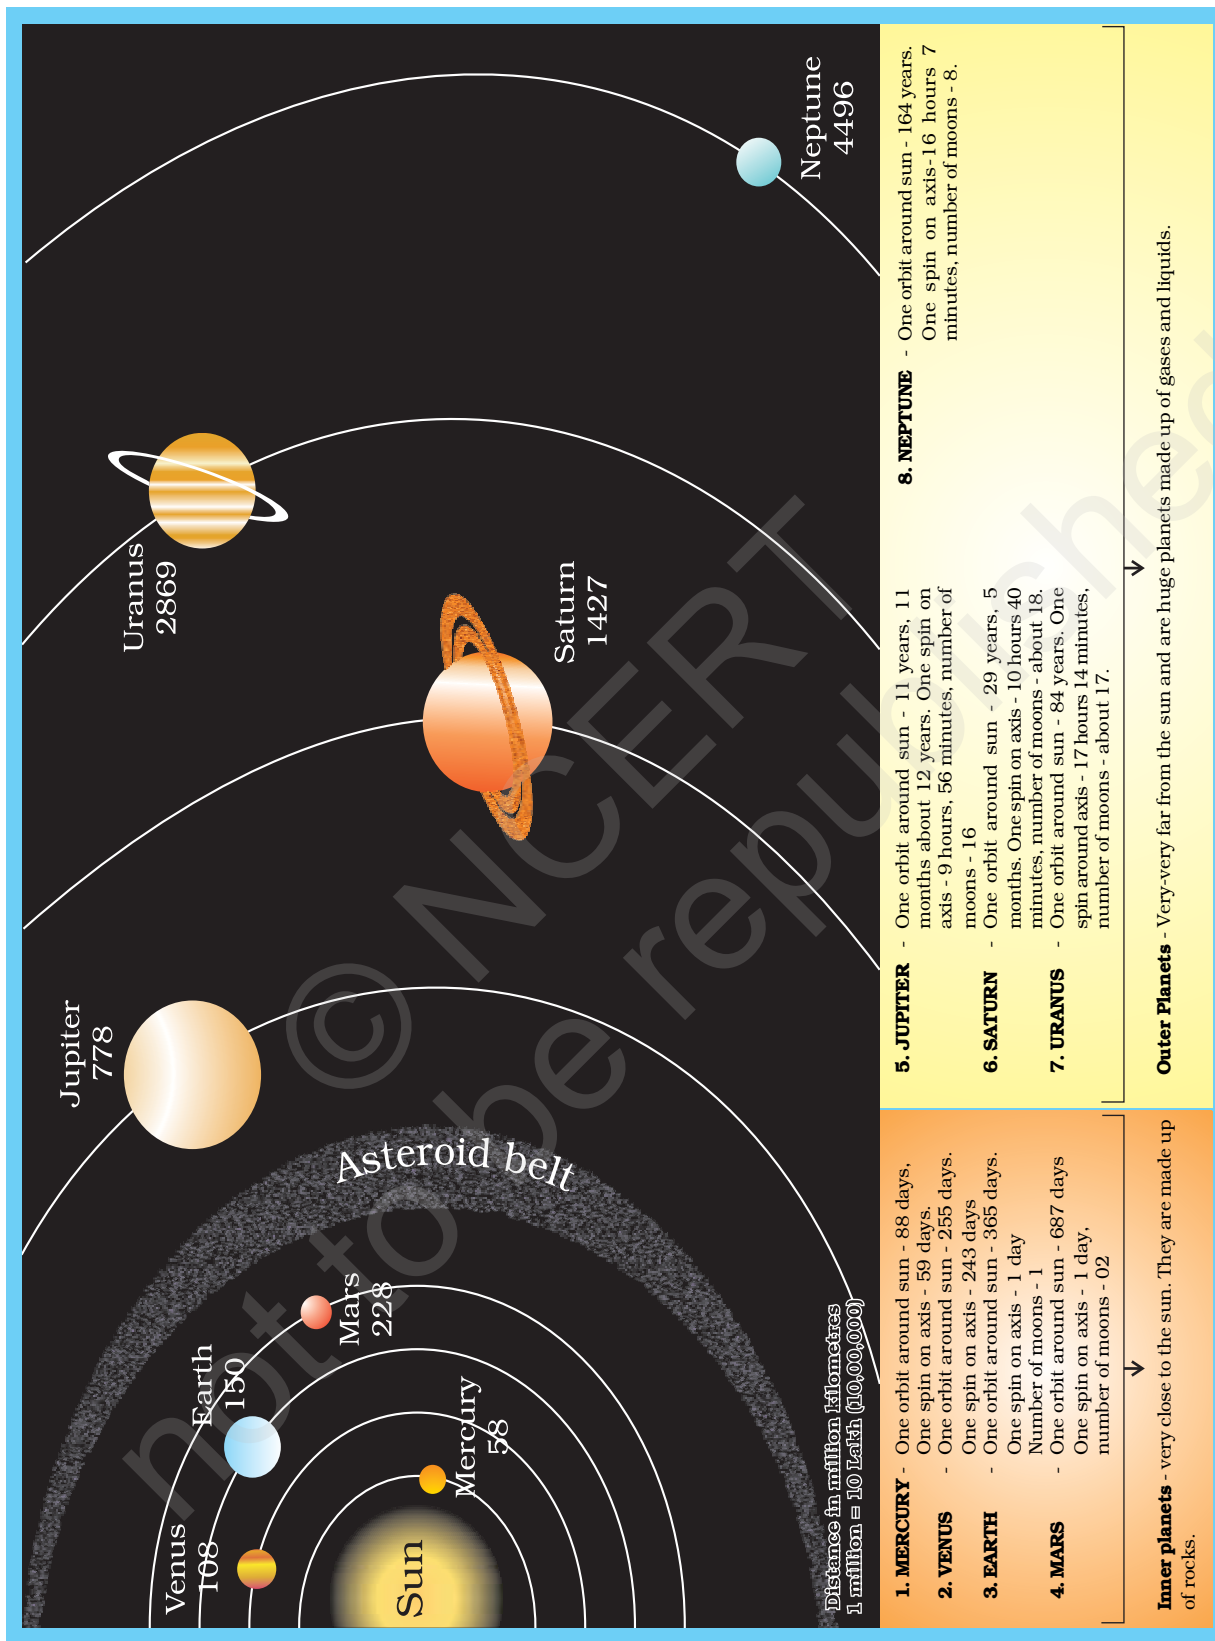 Sun
Mercury
58
Venus
108
Earth
150
Mars
228
Asteroid belt
Jupiter
778
Saturn
1427
Uranus
2869
Neptune
4496
Distance in million kilometres
1 million = 10 Lakh (10,00,000)
1. MERCURY - One orbit around sun - 88 days,
One spin on axis - 59 days.
2. VENUS - One orbit around sun - 255 days.
One spin on axis - 243 days
3. EARTH - One orbit around sun - 365 days.
One spin on axis - 1 day
Number of moons - 1
4. MARS - One orbit around sun - 687 days
One spin on axis - 1 day,
number of moons - 02
Inner planets - very close to the sun. They are made up
of rocks.
5. JUPITER - One orbit around sun - 11 years, 11
months about 12 years. One spin on
axis - 9 hours, 56 minutes, number of
moons - 16
6. SATURN - One orbit around sun - 29 years, 5
months. One spin on axis - 10 hours 40
minutes, number of moons - about 18.
7. URANUS - One orbit around sun - 84 years. One
spin around axis - 17 hours 14 minutes,
number of moons - about 17.
8. NEPTUNE - One orbit around sun - 164 years.
One spin on axis-16 hours 7
minutes, number of moons - 8.
Outer Planets - Very-very far from the sun and are huge planets made up of gases and liquids.
© NCERT
not to be republished